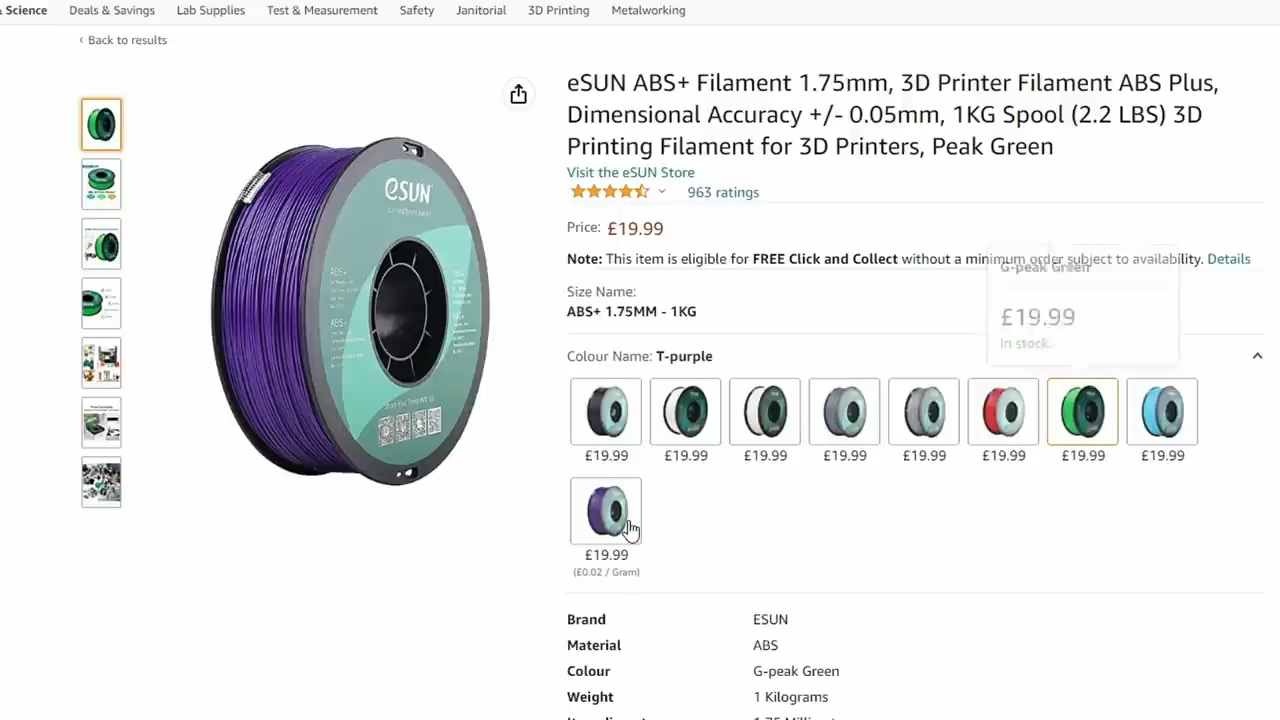 & Science
Deals & Savings
Lab Supplies
Test & Measurement
Safety
Janitorial
3D Printing
Metalworking
‹ Back to results
eSUN ABS+ Filament 1.75mm, 3D Printer Filament ABS Plus,
Dimensional Accuracy +/- 0.05mm, 1KG Spool (2.2 LBS) 3D
Printing Filament for 3D Printers, Peak Green
Visit the eSUN Store
963 ratings
Price: £19.99
Note: This item is eligible for FREE Click and Collect without a minimum order subject to availability. Details
G-peak Green
£19.99
In stock.
Size Name:
ABS+ 1.75MM - 1KG
Colour Name: T-purple
£19.99 £19.99 £19.99 £19.99 £19.99 £19.99 £19.99 £19.99
£19.99
(£0.02 / Gram)
Brand ESUN
Material ABS
Colour G-peak Green
Weight 1 Kilograms
eSUN
ABS+
ABS+